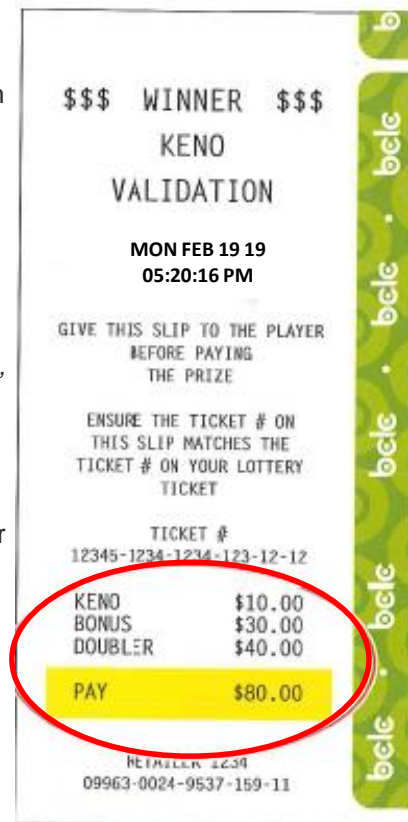 $$$ WINNER $$$
KENO
VALIDATION
MON FEB 19 19
05:20:16 PM
GIVE THIS SLIP TO THE PLAYER
BEFORE PAYING
THE PRIZE
ENSURE THE TICKET # ON
THIS SLIP MATCHES THE
TICKET # ON YOUR LOTTERY
TICKET
TICKET #
12345-1234-1234-123-12-12
KENO $10.00
BONUS $30.00
DOUBLER $40.00
PAY $80.00
RETAILER 1234
09963-0024-9537-159-11
bclc · bclc · bclc · bclc · bclc